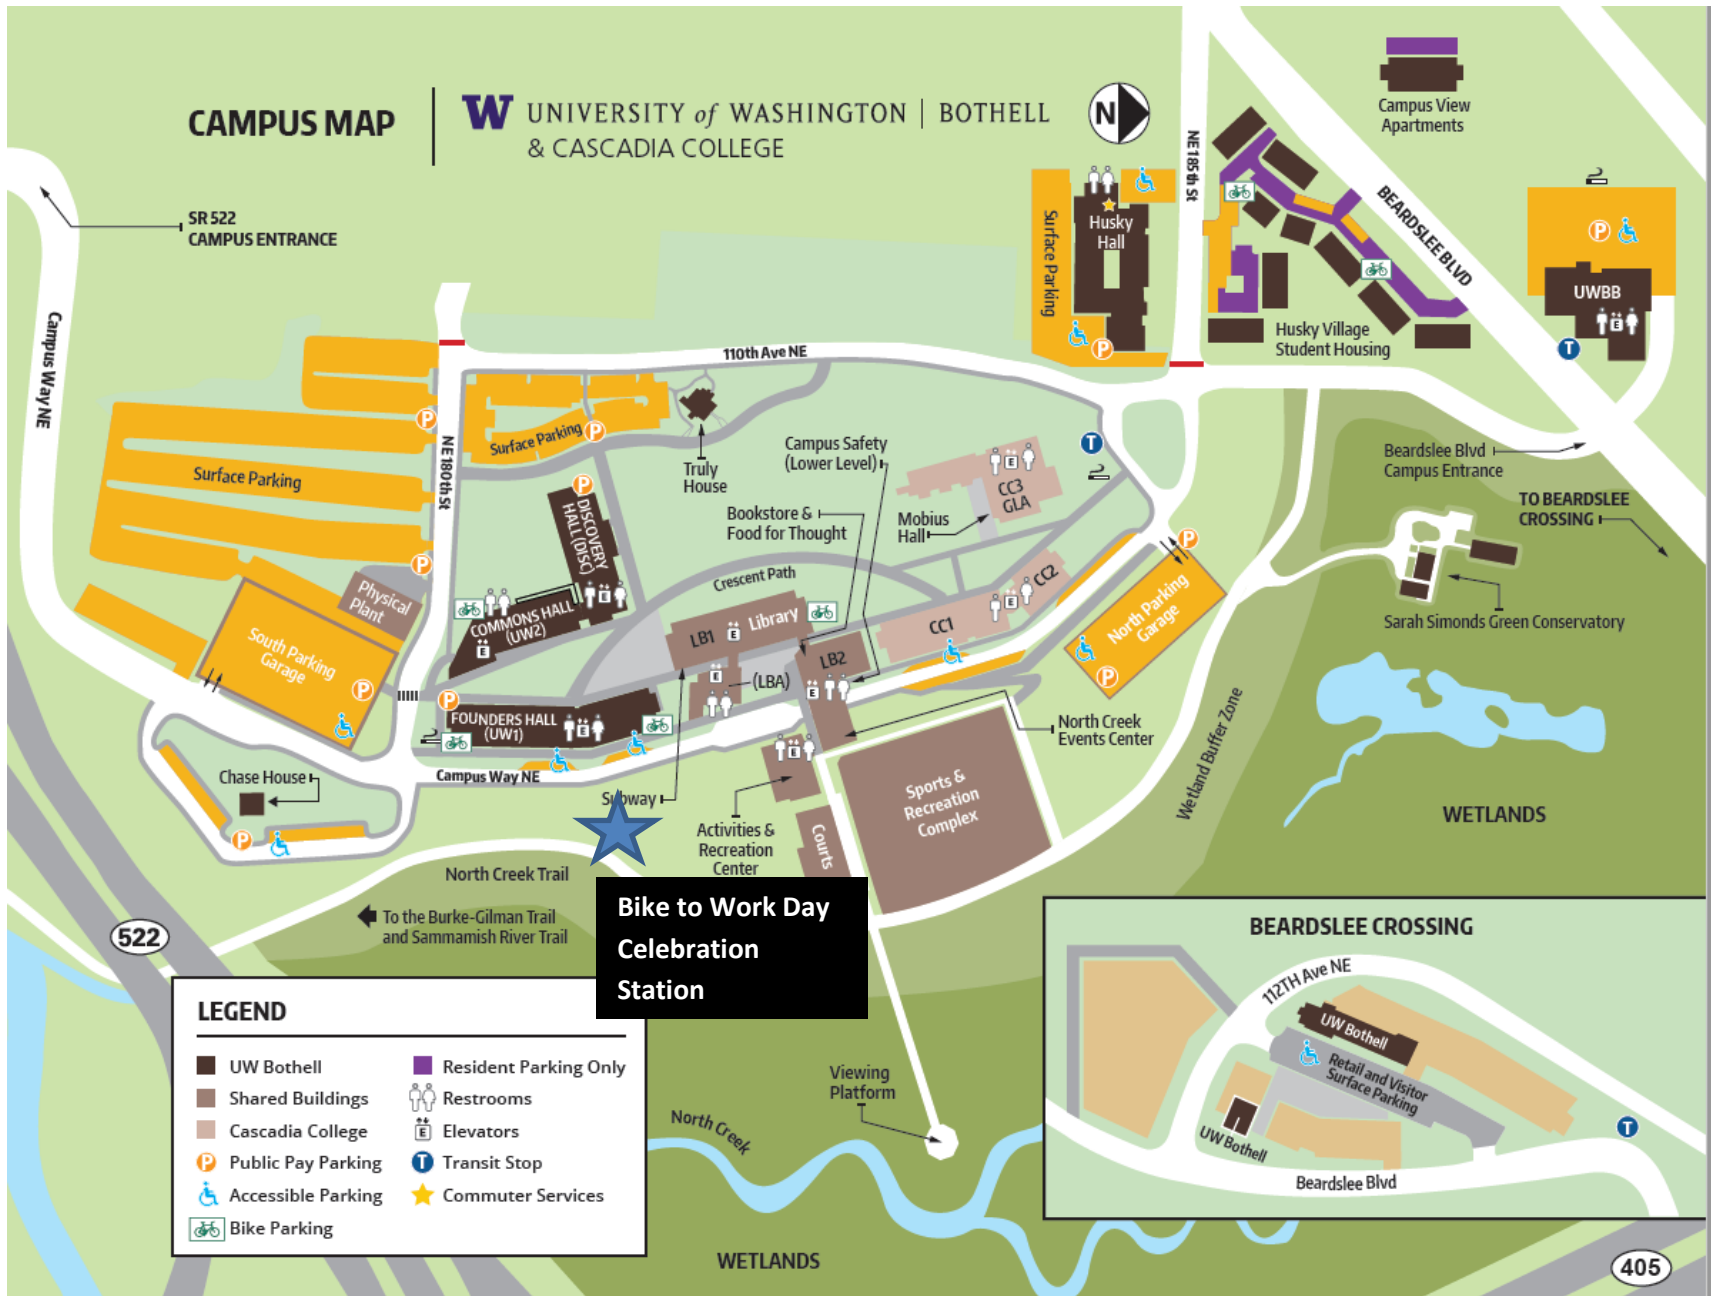 CAMPUS MAP
W UNIVERSITY of WASHINGTON | BOTHELL
& CASCADIA COLLEGE
N
Campus View
Apartments
SR 522
CAMPUS ENTRANCE
Campus Way NE
NE 185th St
BEARDSLEE BLVD
Surface Parking
Husky
Hall
P
P
UWBB
E
T
Husky Village
Student Housing
110th Ave NE
P
NE 180th St
Surface Parking
P
Surface Parking
Truly
House
Campus Safety
(Lower Level)
T
Beardslee Blvd
Campus Entrance
TO BEARDSLEE
CROSSING
E
CC3
GLA
Mobius
Hall
Bookstore &
Food for Thought
P
DISCOVERY
HALL (DISC)
E
P
Physical
Plant
Crescent Path
CC2
E
CC1
P
North Parking
Garage
P
Sarah Simonds Green Conservatory
COMMONS HALL
(UW2)
E
LB1
E
Library
LB2
E
(LBA)
E
South Parking
Garage
P
P
FOUNDERS HALL
(UW1)
E
North Creek
Events Center
Wetland Buffer Zone
Campus Way NE
Chase House
P
Subway
E
Activities &
Recreation
Center
Courts
Sports &
Recreation
Complex
WETLANDS
North Creek Trail
To the Burke-Gilman Trail
and Sammamish River Trail
522
Bike to Work Day
Celebration
Station
LEGEND
UW Bothell
Shared Buildings
Cascadia College
P Public Pay Parking
Accessible Parking
Bike Parking
Resident Parking Only
Restrooms
E Elevators
T Transit Stop
Commuter Services
Viewing
Platform
North Creek
WETLANDS
BEARDSLEE CROSSING
112TH Ave NE
UW Bothell
Retail and Visitor
Surface Parking
UW Bothell
T
Beardslee Blvd
405